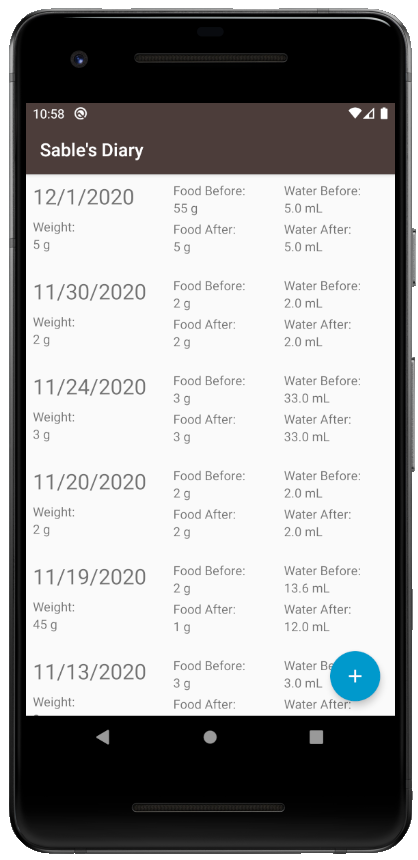 10:58
Sable's Diary
12/1/2020
Weight:
5 g
Food Before:
55 g
Food After:
5 g
Water Before:
5.0 mL
Water After:
5.0 mL
11/30/2020
Weight:
2 g
Food Before:
2 g
Food After:
2 g
Water Before:
2.0 mL
Water After:
2.0 mL
11/24/2020
Weight:
3 g
Food Before:
3 g
Food After:
3 g
Water Before:
33.0 mL
Water After:
33.0 mL
11/20/2020
Weight:
2 g
Food Before:
2 g
Food After:
2 g
Water Before:
2.0 mL
Water After:
2.0 mL
11/19/2020
Weight:
45 g
Food Before:
2 g
Food After:
1 g
Water Before:
13.6 mL
Water After:
12.0 mL
11/13/2020
Weight:
Food Before:
3 g
Food After:
Water Be
3.0 mL
Water After:
+